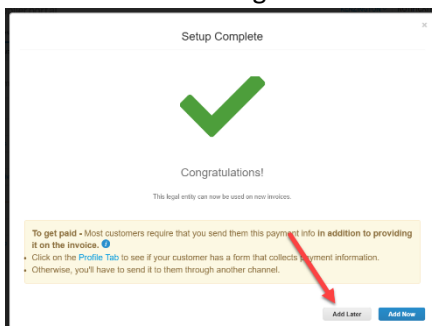 Setup Complete
×
Congratulations!
This legal entity can now be used on new invoices.
To get paid - Most customers require that you send them this payment info in addition to providing
it on the invoice. i
• Click on the Profile Tab to see if your customer has a form that collects payment information.
• Otherwise, you'll have to send it to them through another channel.
Add Later Add Now